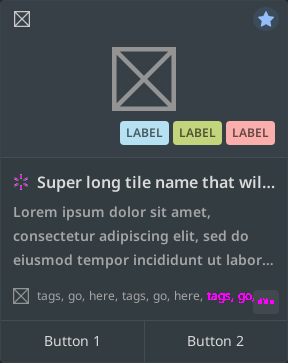 LABEL LABEL LABEL
Super long tile name that wil...
Lorem ipsum dolor sit amet,
consectetur adipiscing elit, sed do
eiusmod tempor incididunt ut labor...
tags, go, here, tags, go, here, tags, go,
Button 1 Button 2